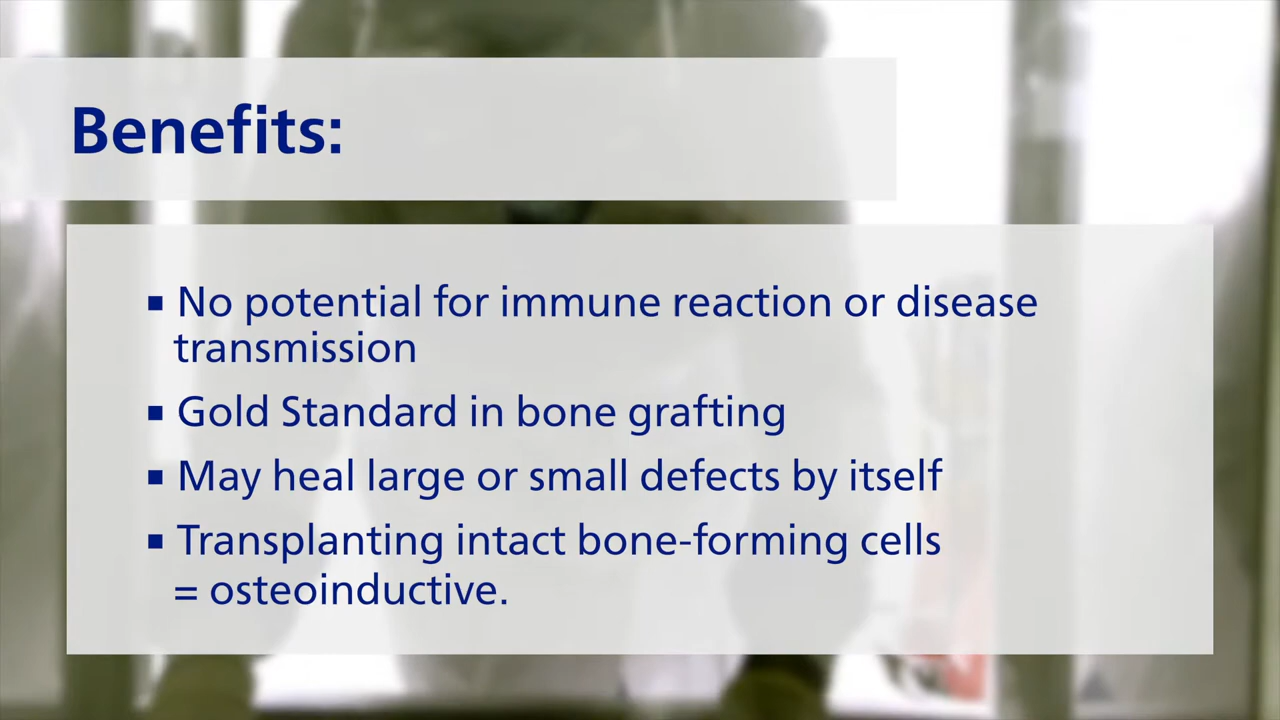 Benefits:
▪ No potential for immune reaction or disease
transmission
▪ Gold Standard in bone grafting
▪ May heal large or small defects by itself
▪ Transplanting intact bone-forming cells
= osteoinductive.